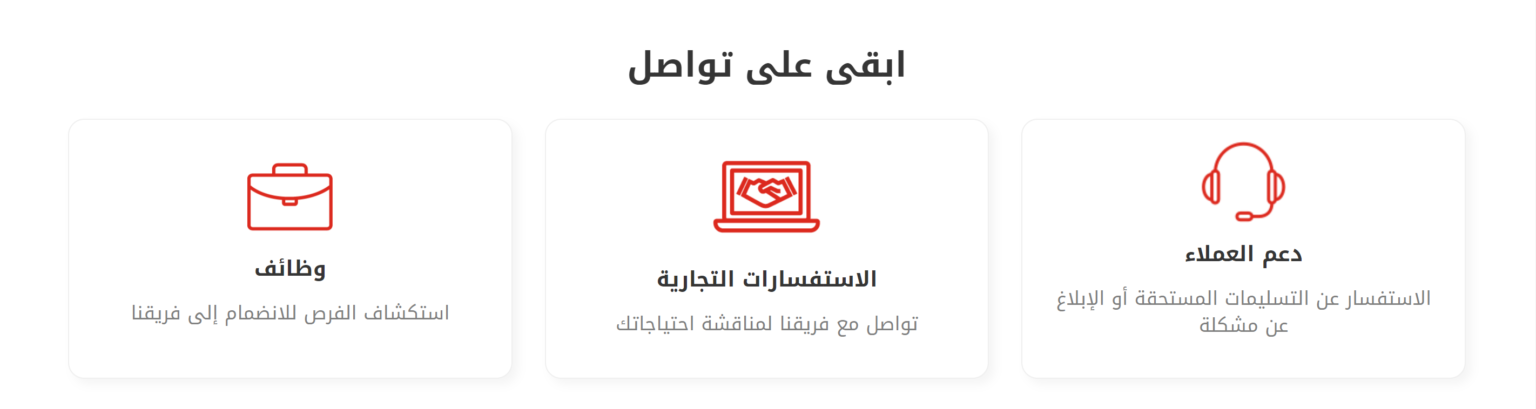 ابقى على تواصل
دعم العملاء
الاستفسار عن التسليمات المستحقة أو الإبلاغ
عن مشكلة
الاستفسارات التجارية
تواصل مع فريقنا لمناقشة احتياجاتك
وظائف
استكشاف الفرص للانضمام إلى فريقنا